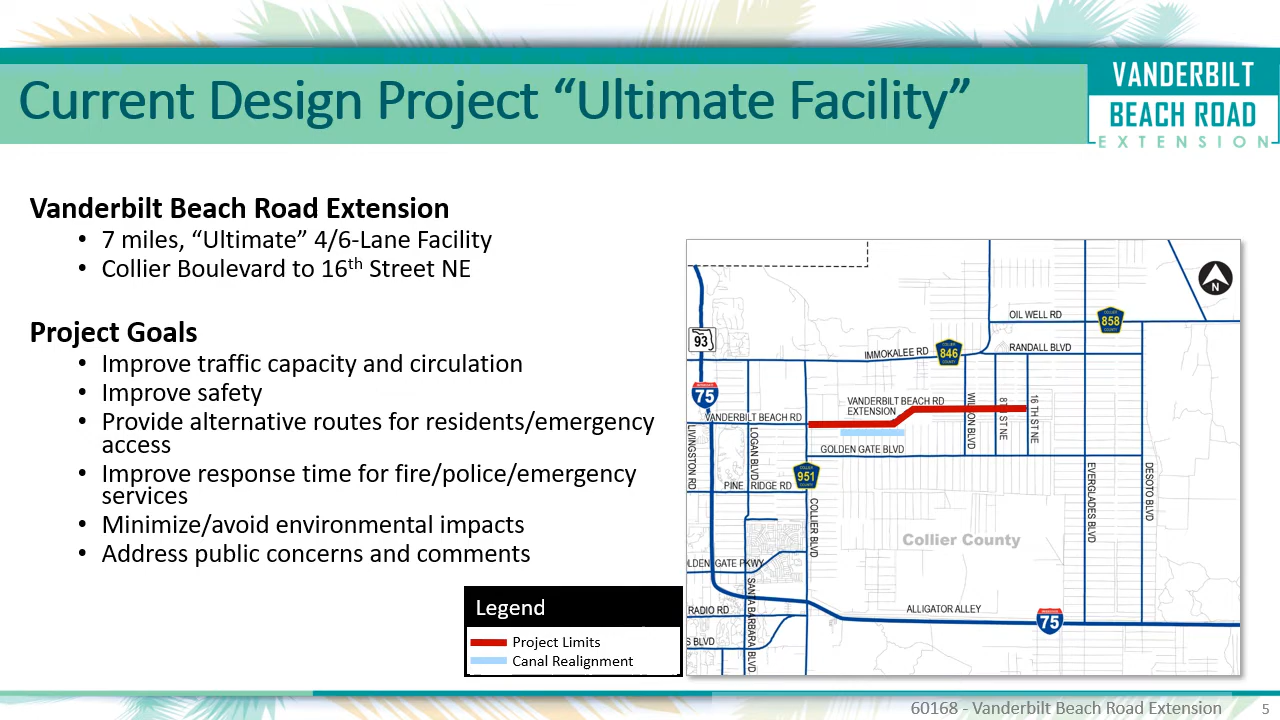 Current Design Project “Ultimate Facility”
VANDERBILT
BEACH ROAD
EXTENSION
Vanderbilt Beach Road Extension
• 7 miles, “Ultimate” 4/6-Lane Facility
• Collier Boulevard to 16th Street NE
Project Goals
• Improve traffic capacity and circulation
• Improve safety
• Provide alternative routes for residents/emergency
access
• Improve response time for fire/police/emergency
services
• Minimize/avoid environmental impacts
• Address public concerns and comments
Legend
Project Limits
Canal Realignment
N
OIL WELL RD
858
93
IMMOKALEE RD
846
RANDALL BLVD
75
VANDERBILT BEACH RD
EXTENSION
VANDERBILT BEACH RD
WILSON BLVD
8TH ST NE
16 TH ST NE
LIVINGSTON RD
LOGAN BLVD
GOLDEN GATE BLVD
951
PINE RIDGE RD
COLLIER BLVD
EVERGLADES BLVD
DESOTO BLVD
Collier County
LDEN GATE PKWY
SANTA BARBARA BLVD
RADIO RD
ALLIGATOR ALLEY
75
S BLVD
60168 - Vanderbilt Beach Road Extension
5